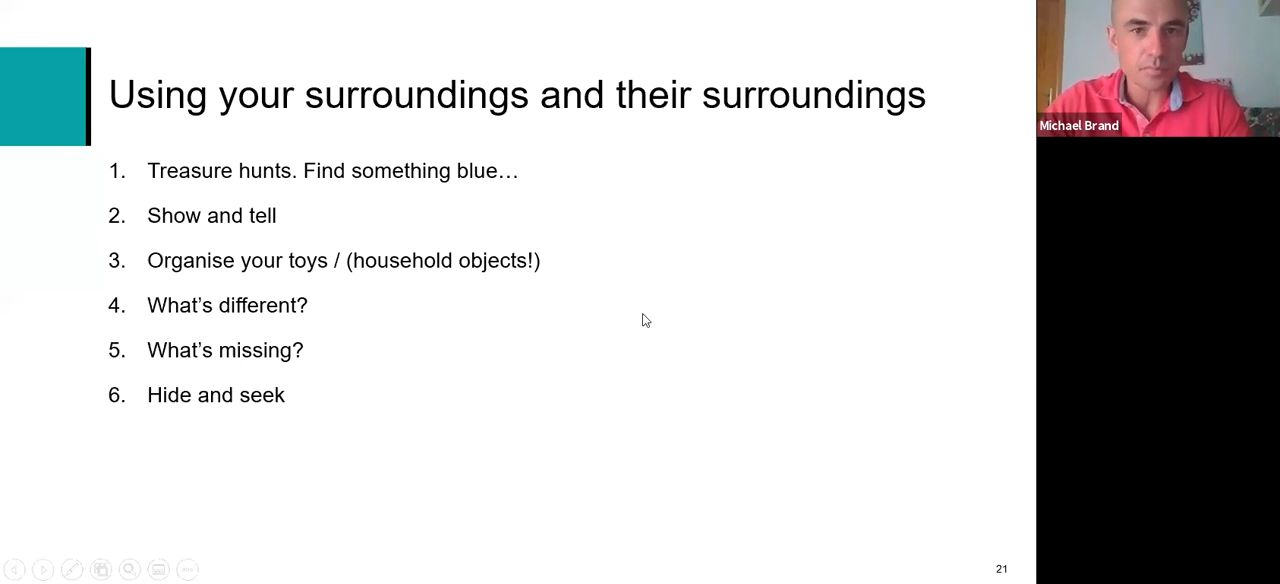 Using your surroundings and their surroundings
1. Treasure hunts. Find something blue…
2. Show and tell
3. Organise your toys / (household objects!)
4. What’s different?
5. What’s missing?
6. Hide and seek
21
Michael Brand